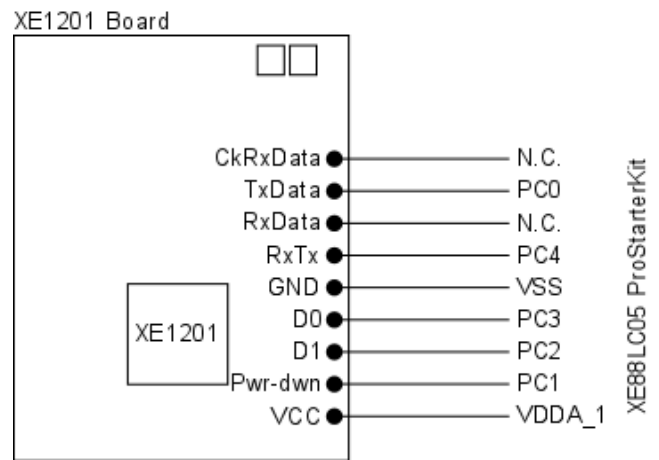 XE1201 Board
CkRxData N.C.
TxData PC0
RxData N.C.
RxTx PC4
GND VSS
D0 PC3
D1 PC2
Pwr-dwn PC1
VCC VDDA_1
XE1201
XE88LC05 ProStarterKit